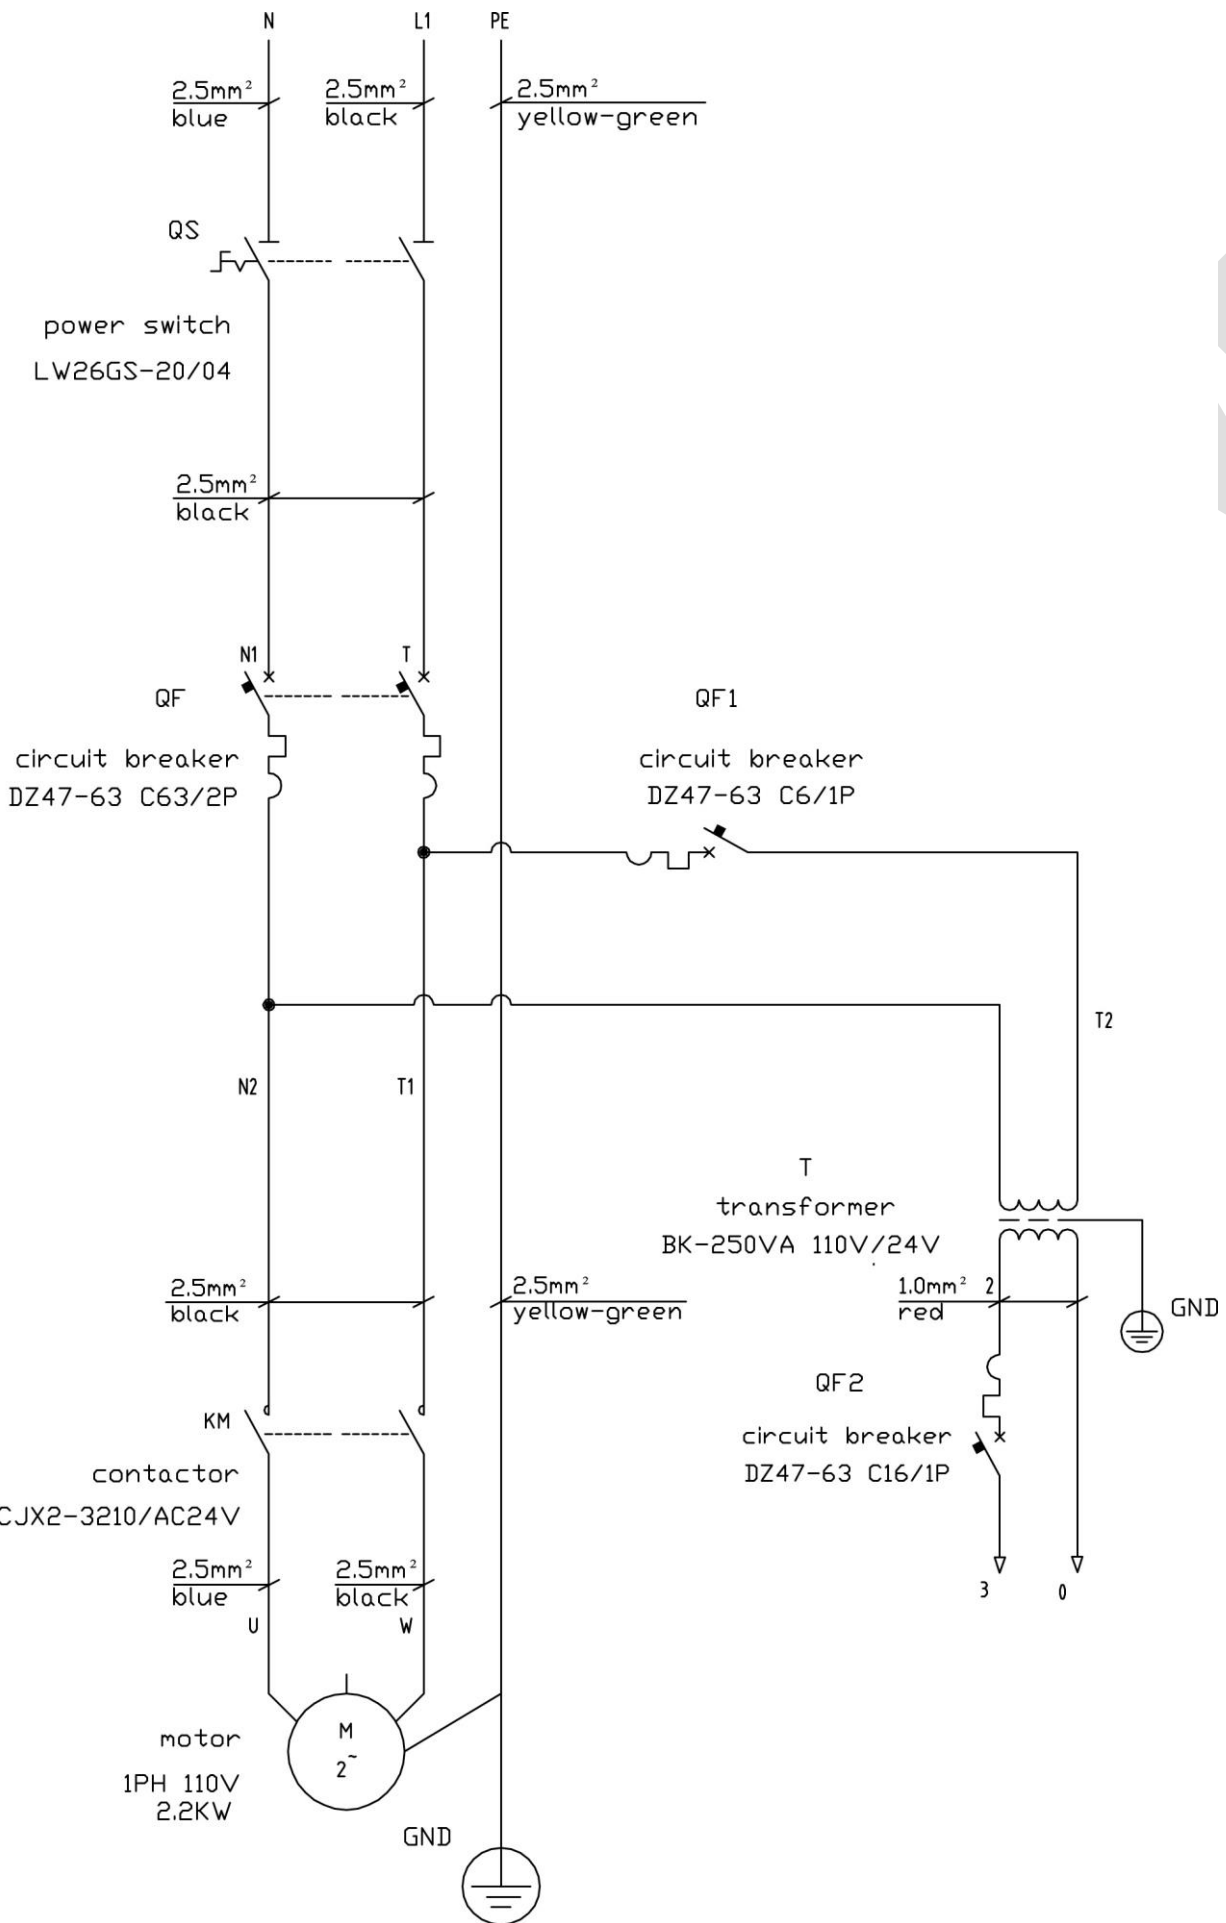 N
L1
PE
2.5mm²
blue
2.5mm²
black
2.5mm²
yellow-green
QS
power switch
LW26GS-20/04
2.5mm²
black
N1
T
QF
circuit breaker
DZ47-63 C63/2P
QF1
circuit breaker
DZ47-63 C6/1P
T2
N2
T1
T
transformer
BK-250VA 110V/24V
2.5mm²
black
2.5mm²
yellow-green
1.0mm² 2
red
GND
QF2
circuit breaker
DZ47-63 C16/1P
KM
contactor
CJX2-3210/AC24V
2.5mm²
blue
2.5mm²
black
3
0
U
W
M
2~
motor
1PH 110V
2.2KW
GND